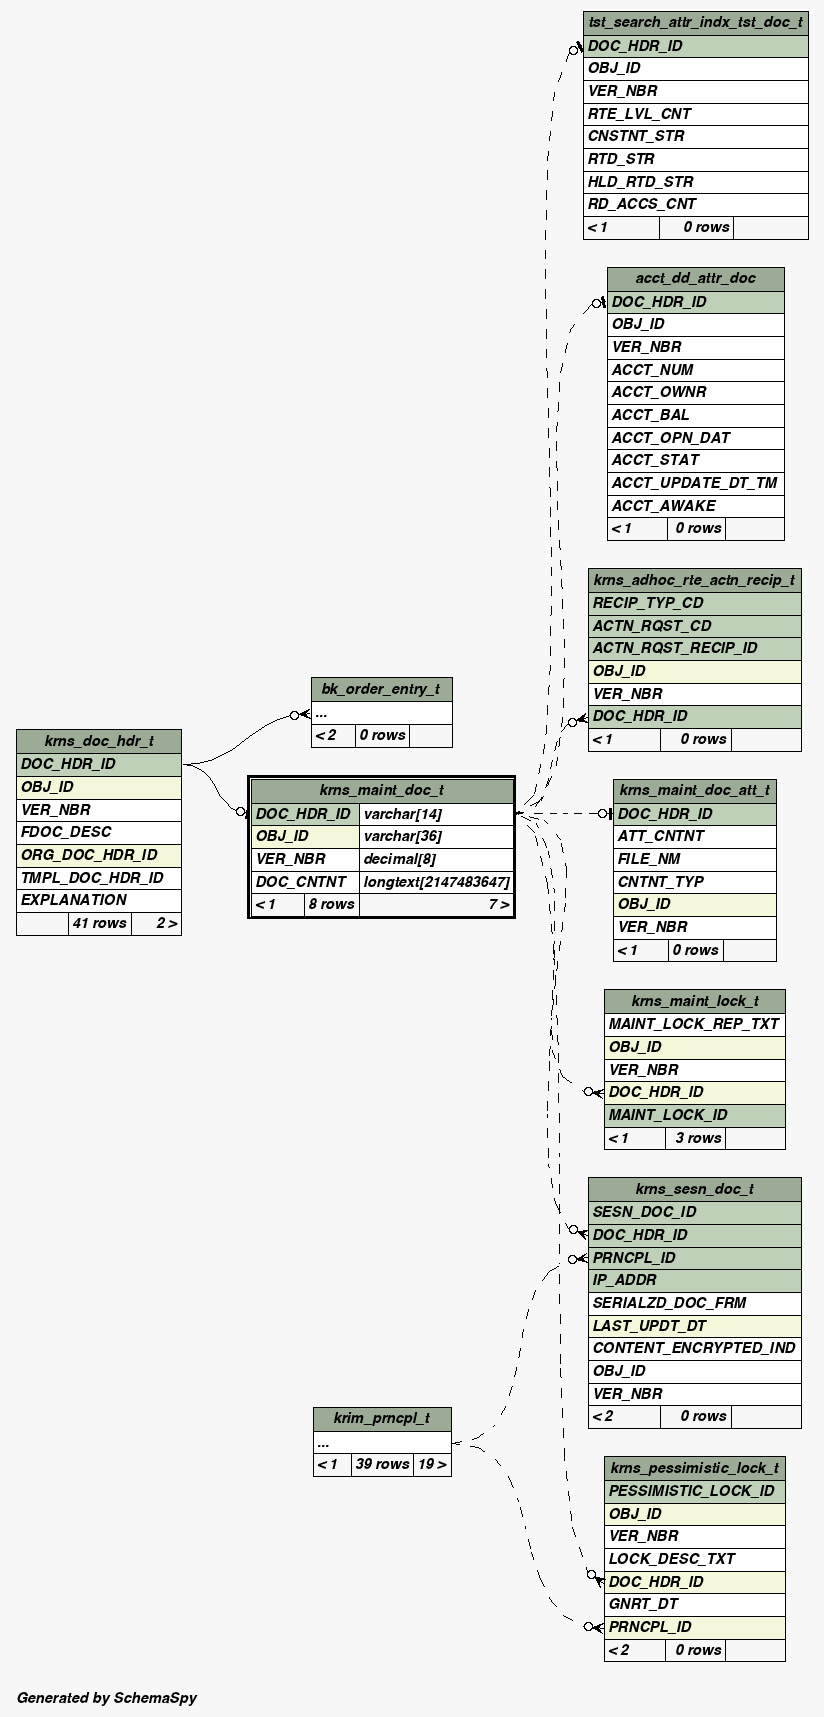 tst_search_attr_indx_tst_doc_t
DOC_HDR_ID
OBJ_ID
VER_NBR
RTE_LVL_CNT
CNSTNT_STR
RTD_STR
HLD_RTD_STR
RD_ACCS_CNT
< 1 0 rows
acct_dd_attr_doc
DOC_HDR_ID
OBJ_ID
VER_NBR
ACCT_NUM
ACCT_OWNR
ACCT_BAL
ACCT_OPN_DAT
ACCT_STAT
ACCT_UPDATE_DT_TM
ACCT_AWAKE
< 1 0 rows
krns_adhoc_rte_actn_recip_t
RECIP_TYP_CD
ACTN_RQST_CD
ACTN_RQST_RECIP_ID
OBJ_ID
VER_NBR
DOC_HDR_ID
< 1 0 rows
bk_order_entry_t
...
< 2 0 rows
krns_doc_hdr_t
DOC_HDR_ID
OBJ_ID
VER_NBR
FDOC_DESC
ORG_DOC_HDR_ID
TMPL_DOC_HDR_ID
EXPLANATION
41 rows 2 >
krns_maint_doc_t
DOC_HDR_ID varchar[14]
OBJ_ID varchar[36]
VER_NBR decimal[8]
DOC_CNTNT longtext[2147483647]
< 1 8 rows 7 >
krns_maint_doc_att_t
DOC_HDR_ID
ATT_CNTNT
FILE_NM
CNTNT_TYP
OBJ_ID
VER_NBR
< 1 0 rows
krns_maint_lock_t
MAINT_LOCK_REP_TXT
OBJ_ID
VER_NBR
DOC_HDR_ID
MAINT_LOCK_ID
< 1 3 rows
krns_sesn_doc_t
SESN_DOC_ID
DOC_HDR_ID
PRNCPL_ID
IP_ADDR
SERIALZD_DOC_FRM
LAST_UPDT_DT
CONTENT_ENCRYPTED_IND
OBJ_ID
VER_NBR
< 2 0 rows
krim_prncpl_t
...
< 1 39 rows 19 >
krns_pessimistic_lock_t
PESSIMISTIC_LOCK_ID
OBJ_ID
VER_NBR
LOCK_DESC_TXT
DOC_HDR_ID
GNRT_DT
PRNCPL_ID
< 2 0 rows
Generated by SchemaSpy